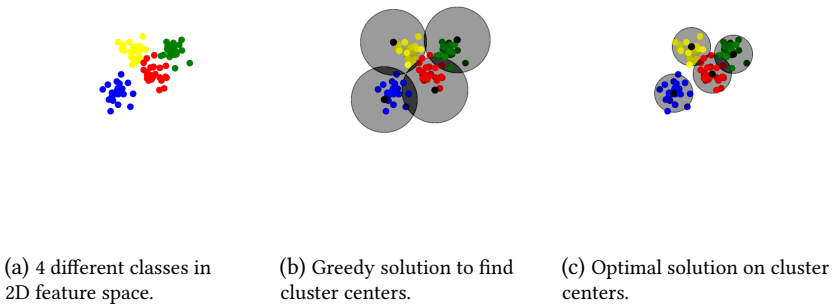 (a) 4 different classes in
2D feature space.
(b) Greedy solution to find
cluster centers.
(c) Optimal solution on cluster
centers.